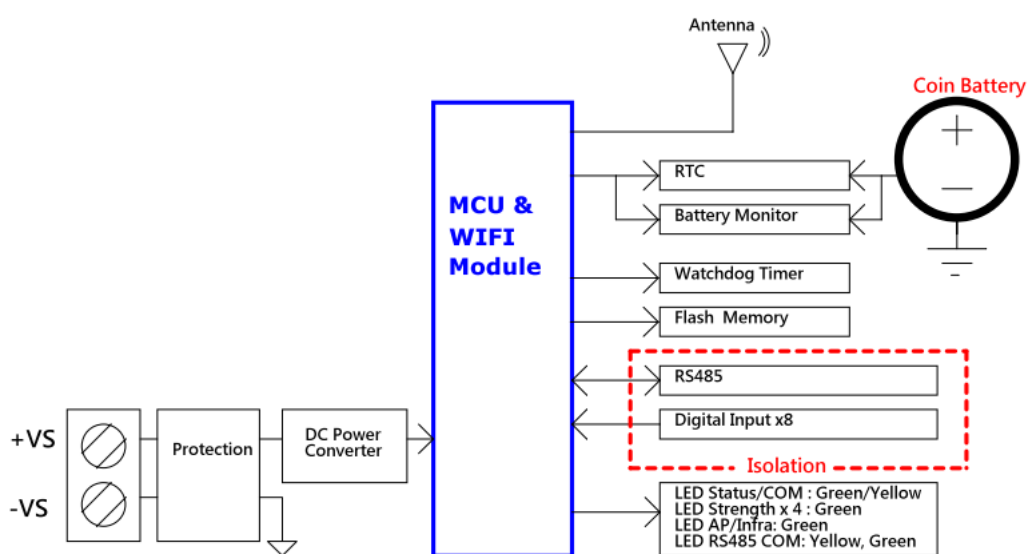 Antenna
Coin Battery
MCU &
WIFI
Module
RTC
Battery Monitor
Watchdog Timer
Flash Memory
RS485
Digital Input x8
Isolation
+VS
-VS
Protection
DC Power
Converter
LED Status/COM : Green/Yellow
LED Strength x 4 : Green
LED AP/Infra: Green
LED RS485 COM: Yellow, Green